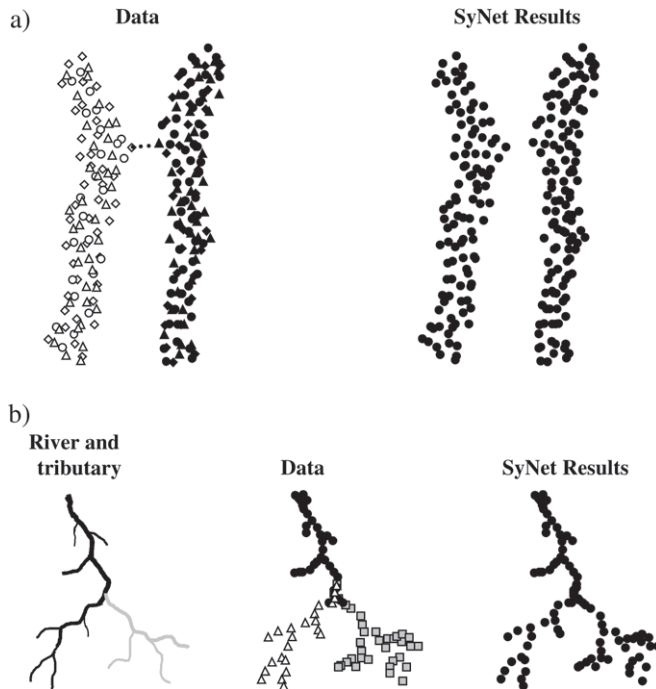 a)
Data
SyNet Results
b)
River and
tributary
Data
SyNet Results